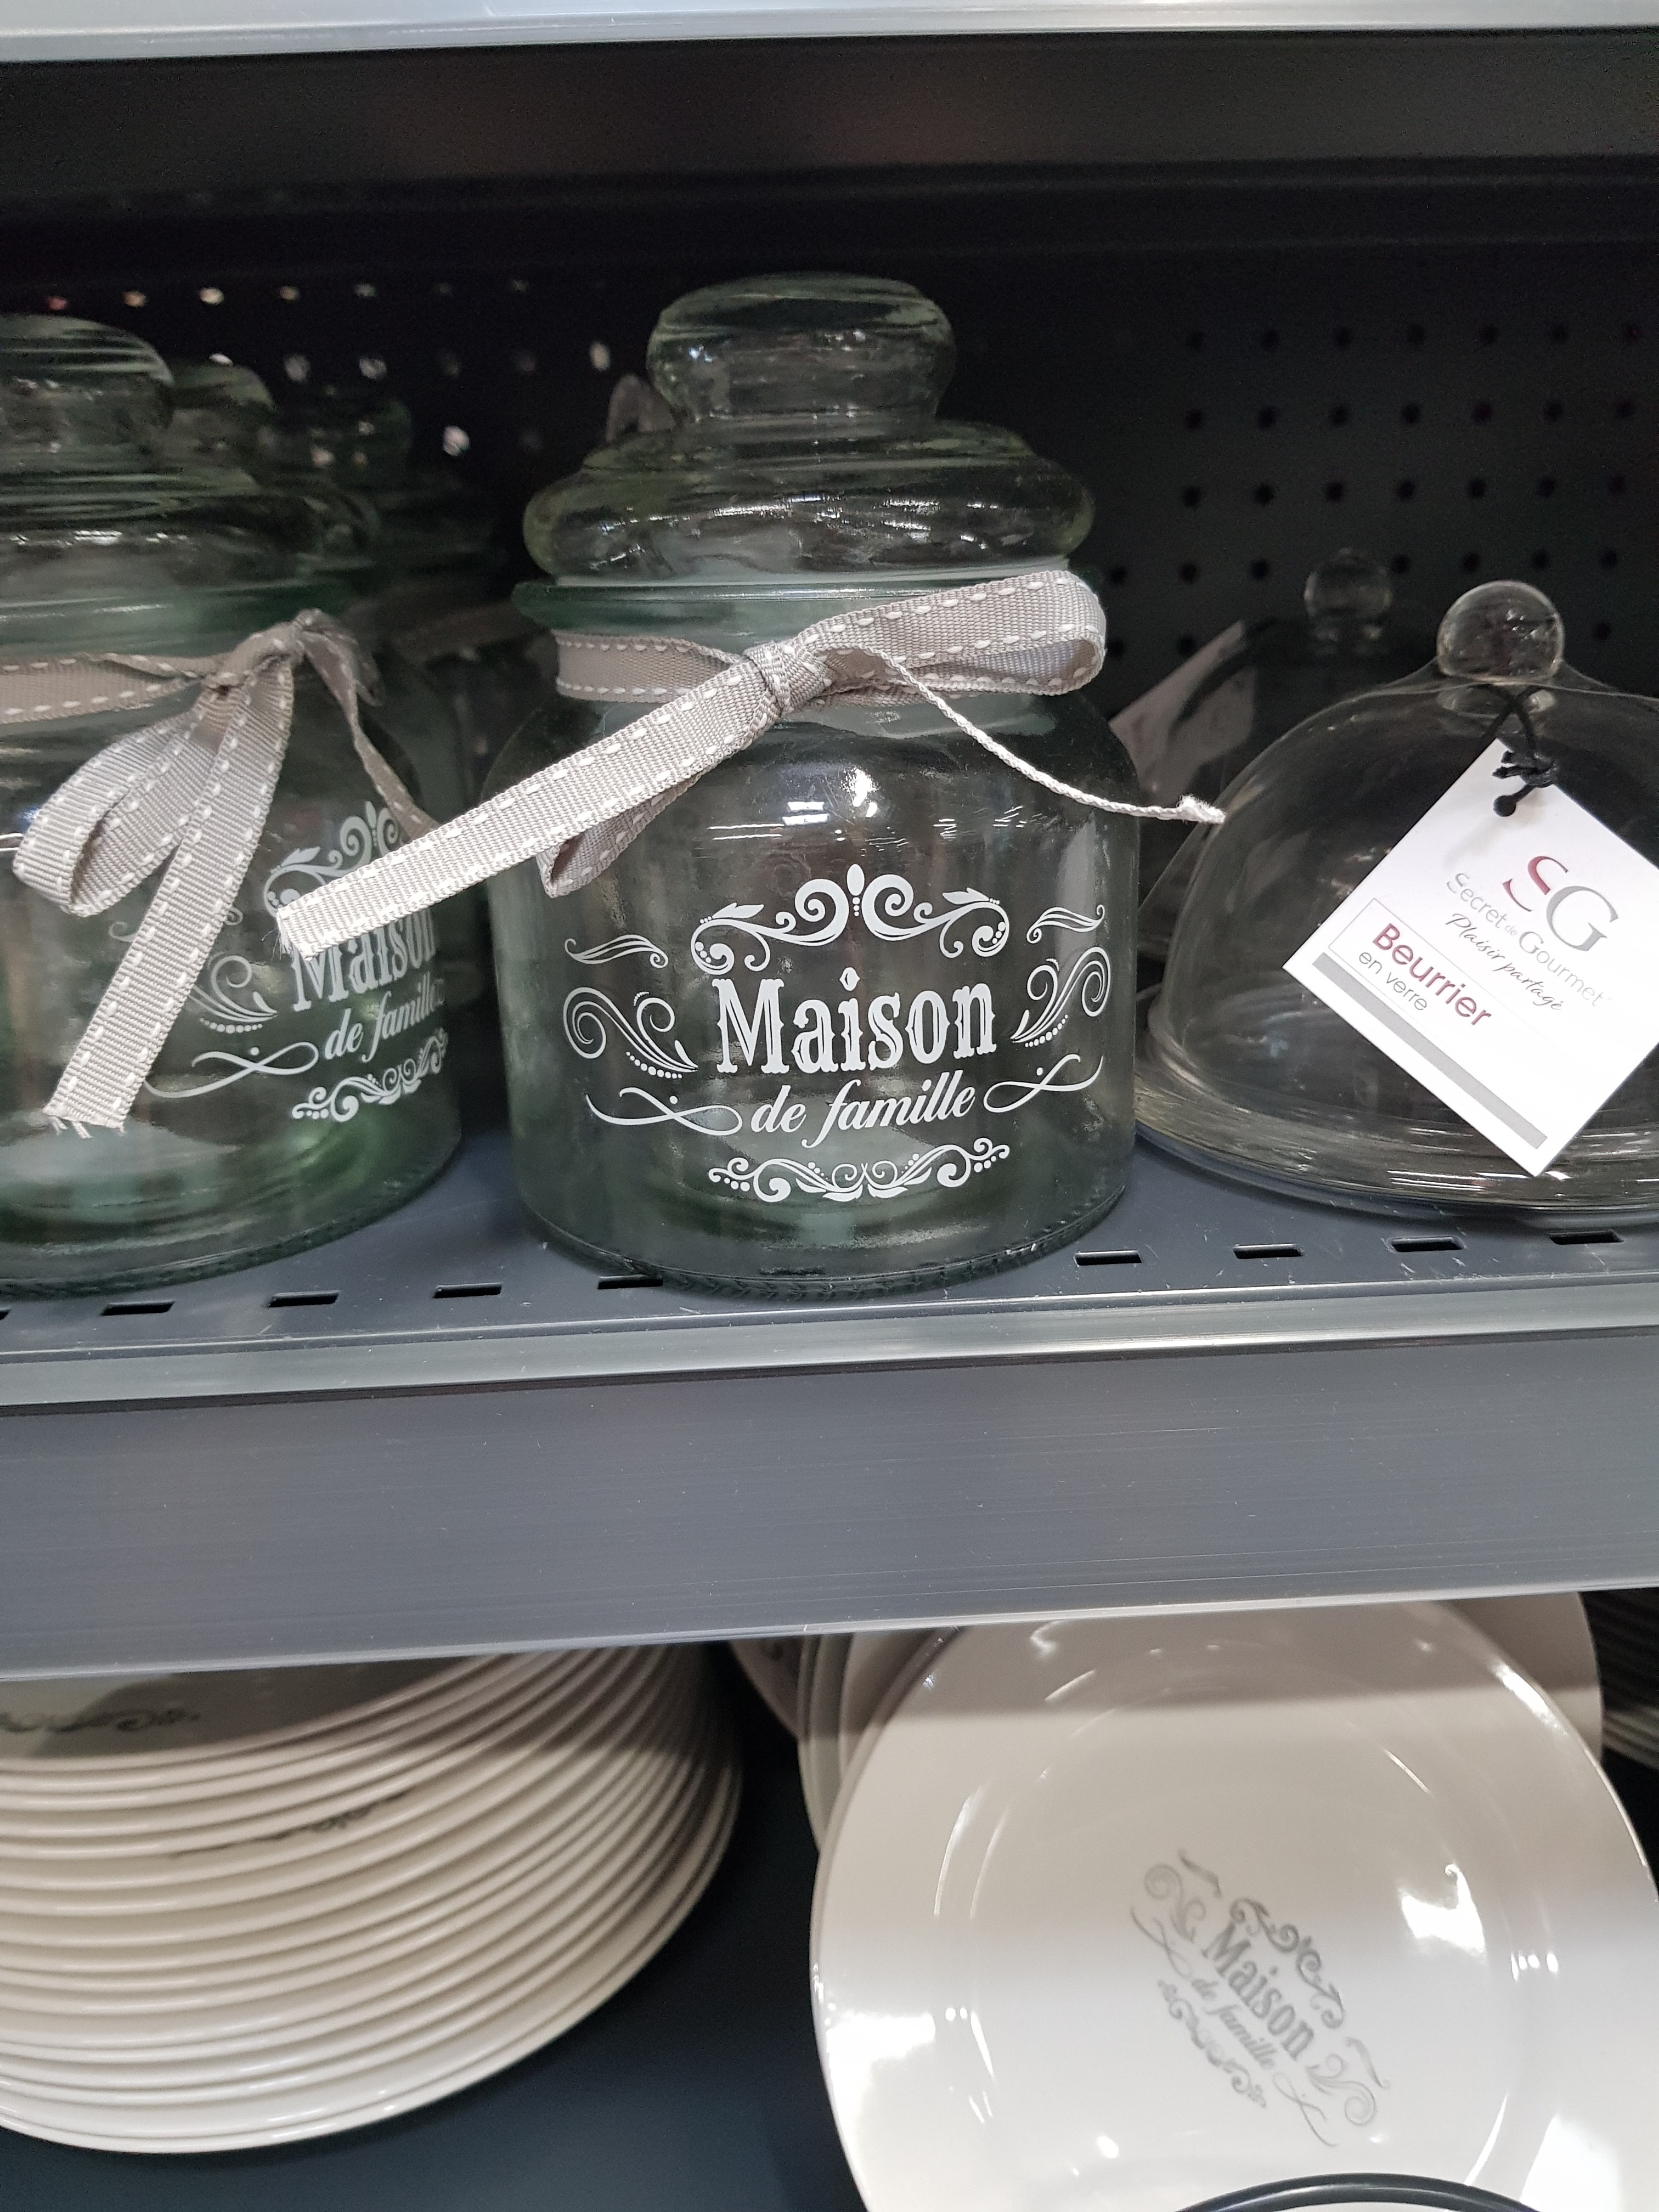 Maison
de famille
Maison
de famille
SG
Secret de Gourmet
Plaisir partagé
Beurrier
en verre
Maison
de famille